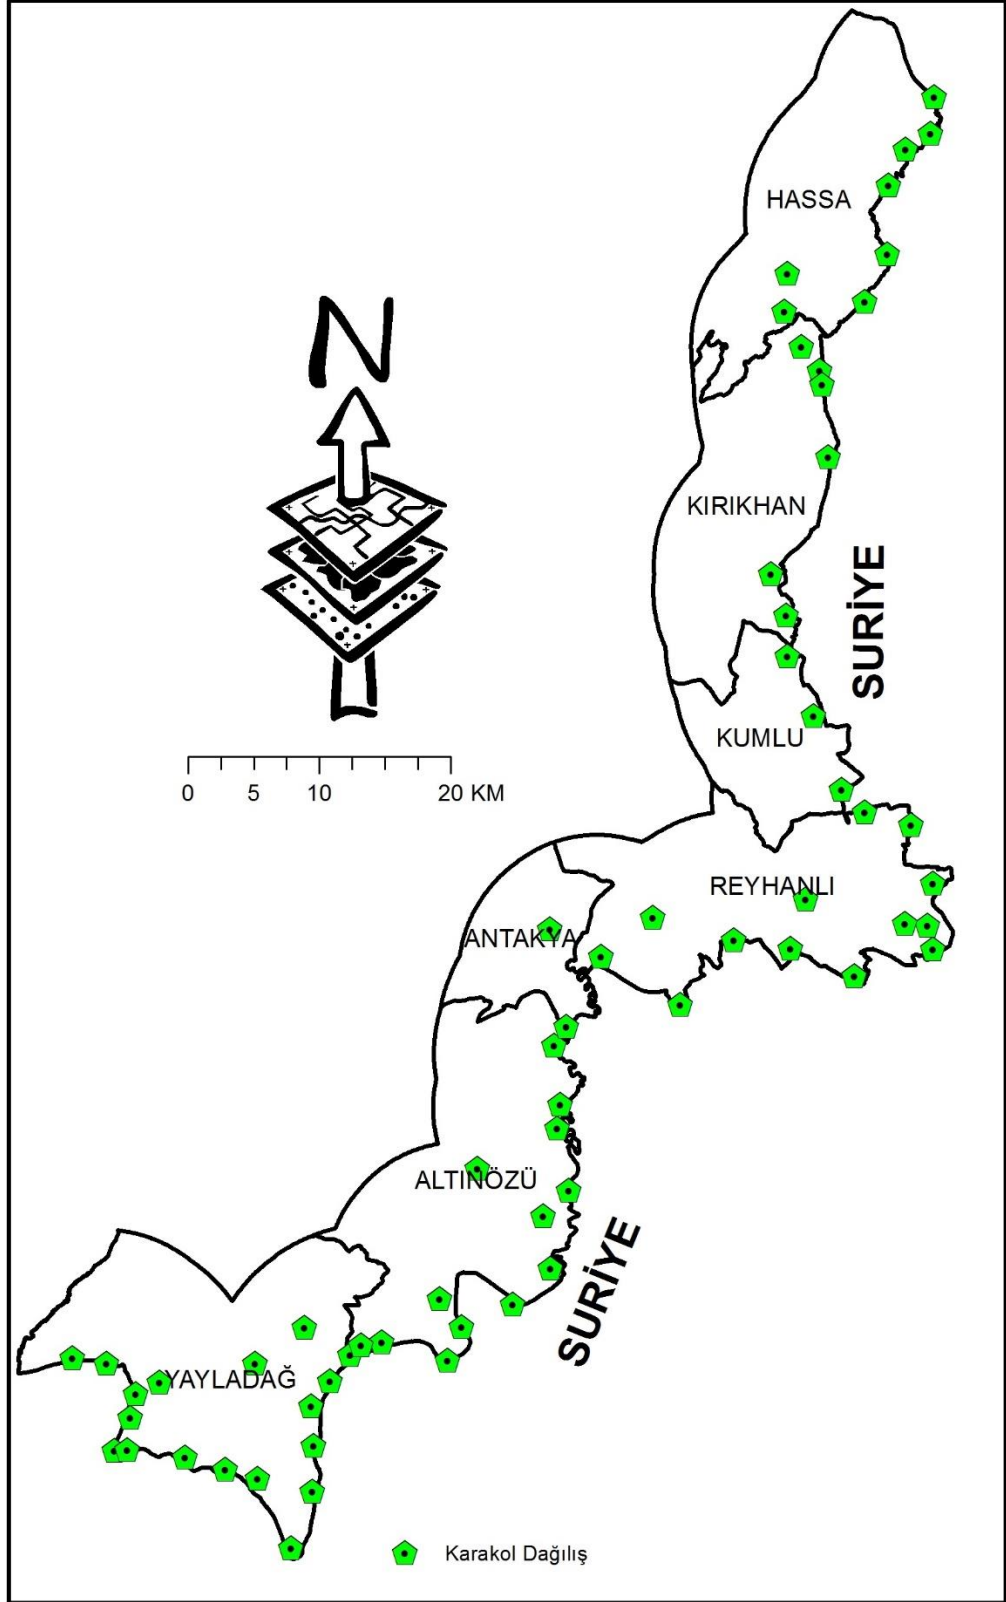 HASSA
N
KIRIKHAN
SURİYE
KUMLU
0 5 10 20 KM
REYHANLI
ANTAKYA
ALTINÖZÜ
SURİYE
YAYLADAĞ
Karakol Dağılış